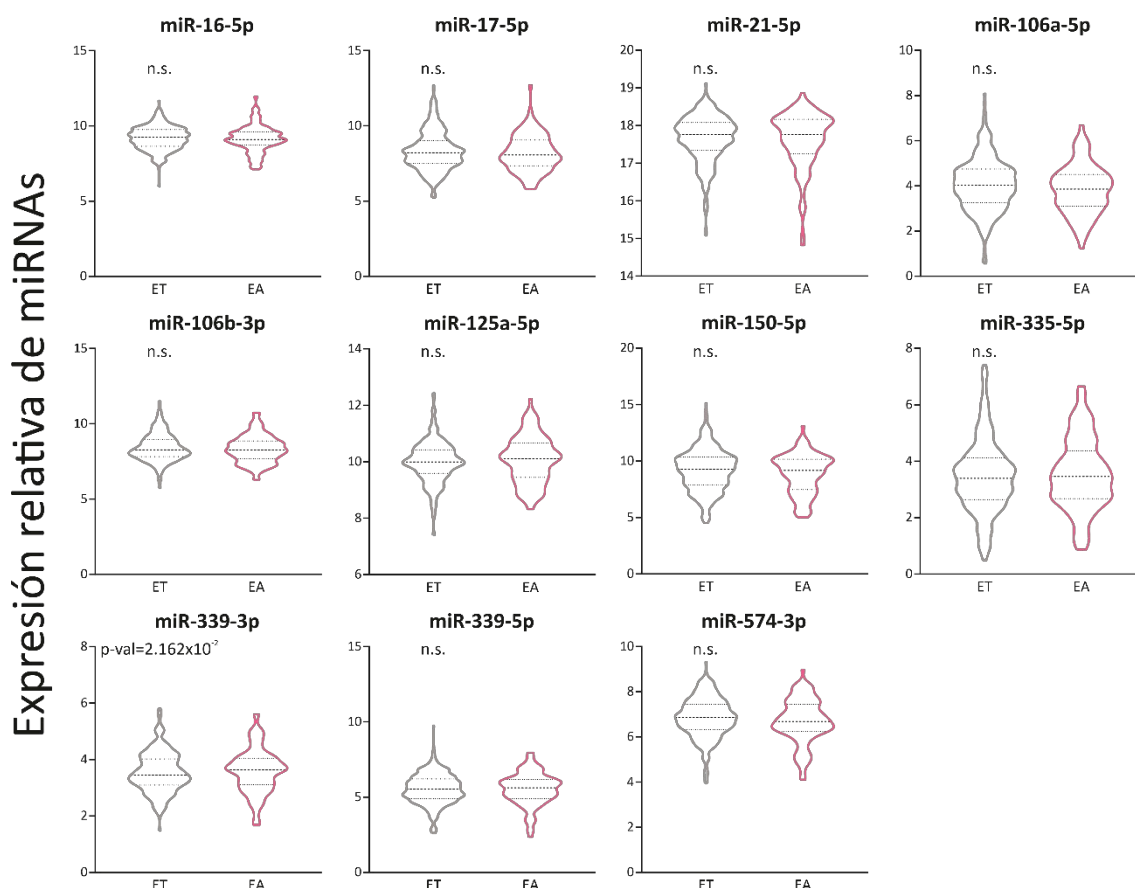 Expresión relativa de miRNAs
miR-16-5p
n.s.
15
10
5
0
ET
EA
miR-17-5p
n.s.
15
10
5
0
ET
EA
miR-21-5p
n.s.
20
19
18
17
16
15
14
ET
EA
miR-106a-5p
n.s.
10
8
6
4
2
0
ET
EA
miR-106b-3p
n.s.
15
10
5
0
ET
EA
miR-125a-5p
n.s.
14
12
10
8
6
ET
EA
miR-150-5p
n.s.
20
15
10
5
0
ET
EA
miR-335-5p
n.s.
8
6
4
2
0
ET
EA
miR-339-3p
p-val=2.162x10⁻²
8
6
4
2
0
ET
EA
miR-339-5p
n.s.
15
10
5
0
ET
EA
miR-574-3p
n.s.
10
8
6
4
2
0
ET
EA